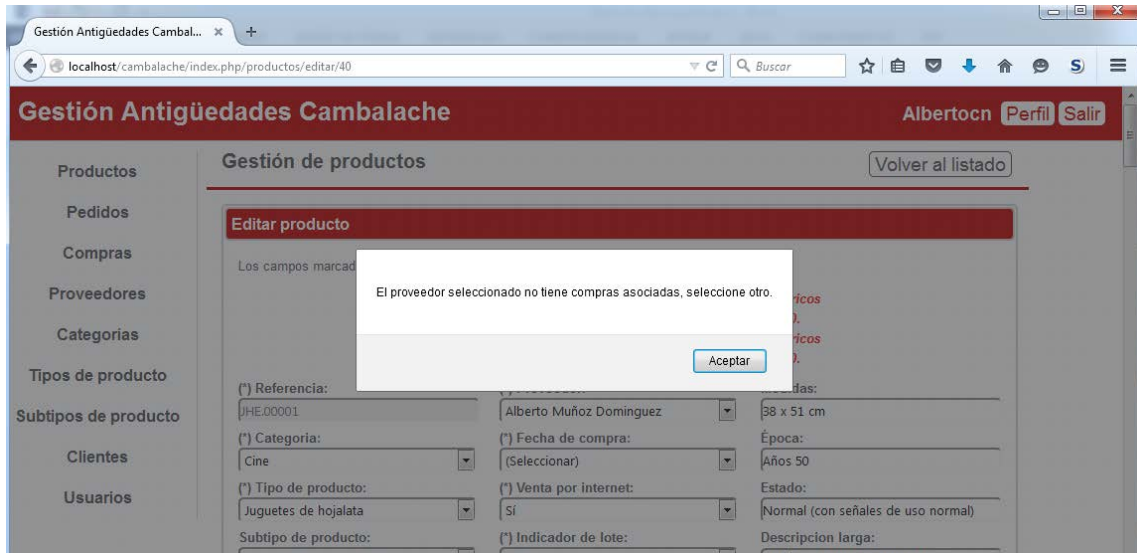 Gestión Antigüedades Cambal...
localhost/cambalache/index.php/productos/editar/40
Buscar
Gestión Antigüedades Cambalache
Albertocn Perfil Salir
Productos
Pedidos
Compras
Proveedores
Categorias
Tipos de producto
Subtipos de producto
Clientes
Usuarios
Gestión de productos
Volver al listado
Editar producto
Los campos marcad
El proveedor seleccionado no tiene compras asociadas, seleccione otro.
Aceptar
(*) Referencia:
JHE.00001
Alberto Muñoz Dominguez
38 x 51 cm
(*) Categoria:
(*) Fecha de compra:
Época:
Cine
(Seleccionar)
Años 50
(*) Tipo de producto:
(*) Venta por internet:
Estado:
Juguetes de hojalata
Sí
Normal (con señales de uso normal)
Subtipo de producto:
(*) Indicador de lote:
Descripcion larga: